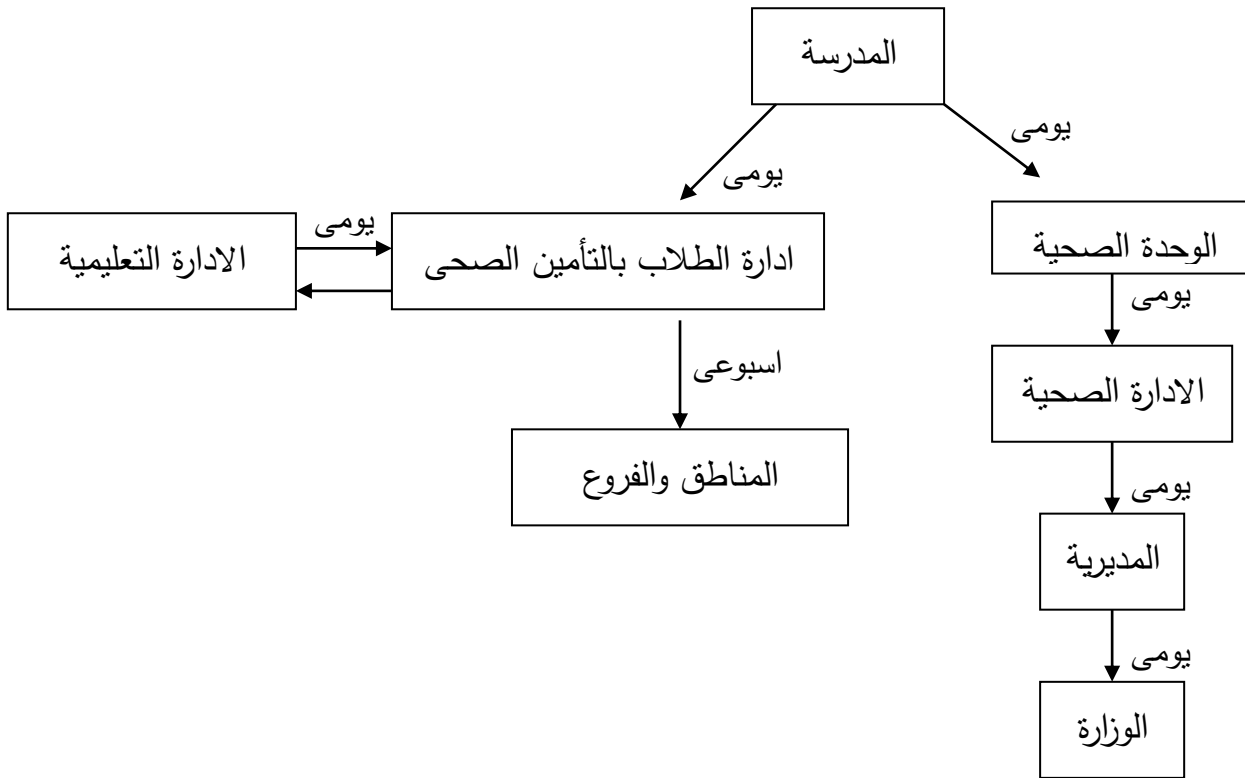 المدرسة
يومى
يومى
الوحدة الصحية
ادارة الطلاب بالتأمين الصحى
يومى
الادارة التعليمية
يومى
اسبوعى
الادارة الصحية
المناطق والفروع
يومى
المديرية
يومى
الوزارة